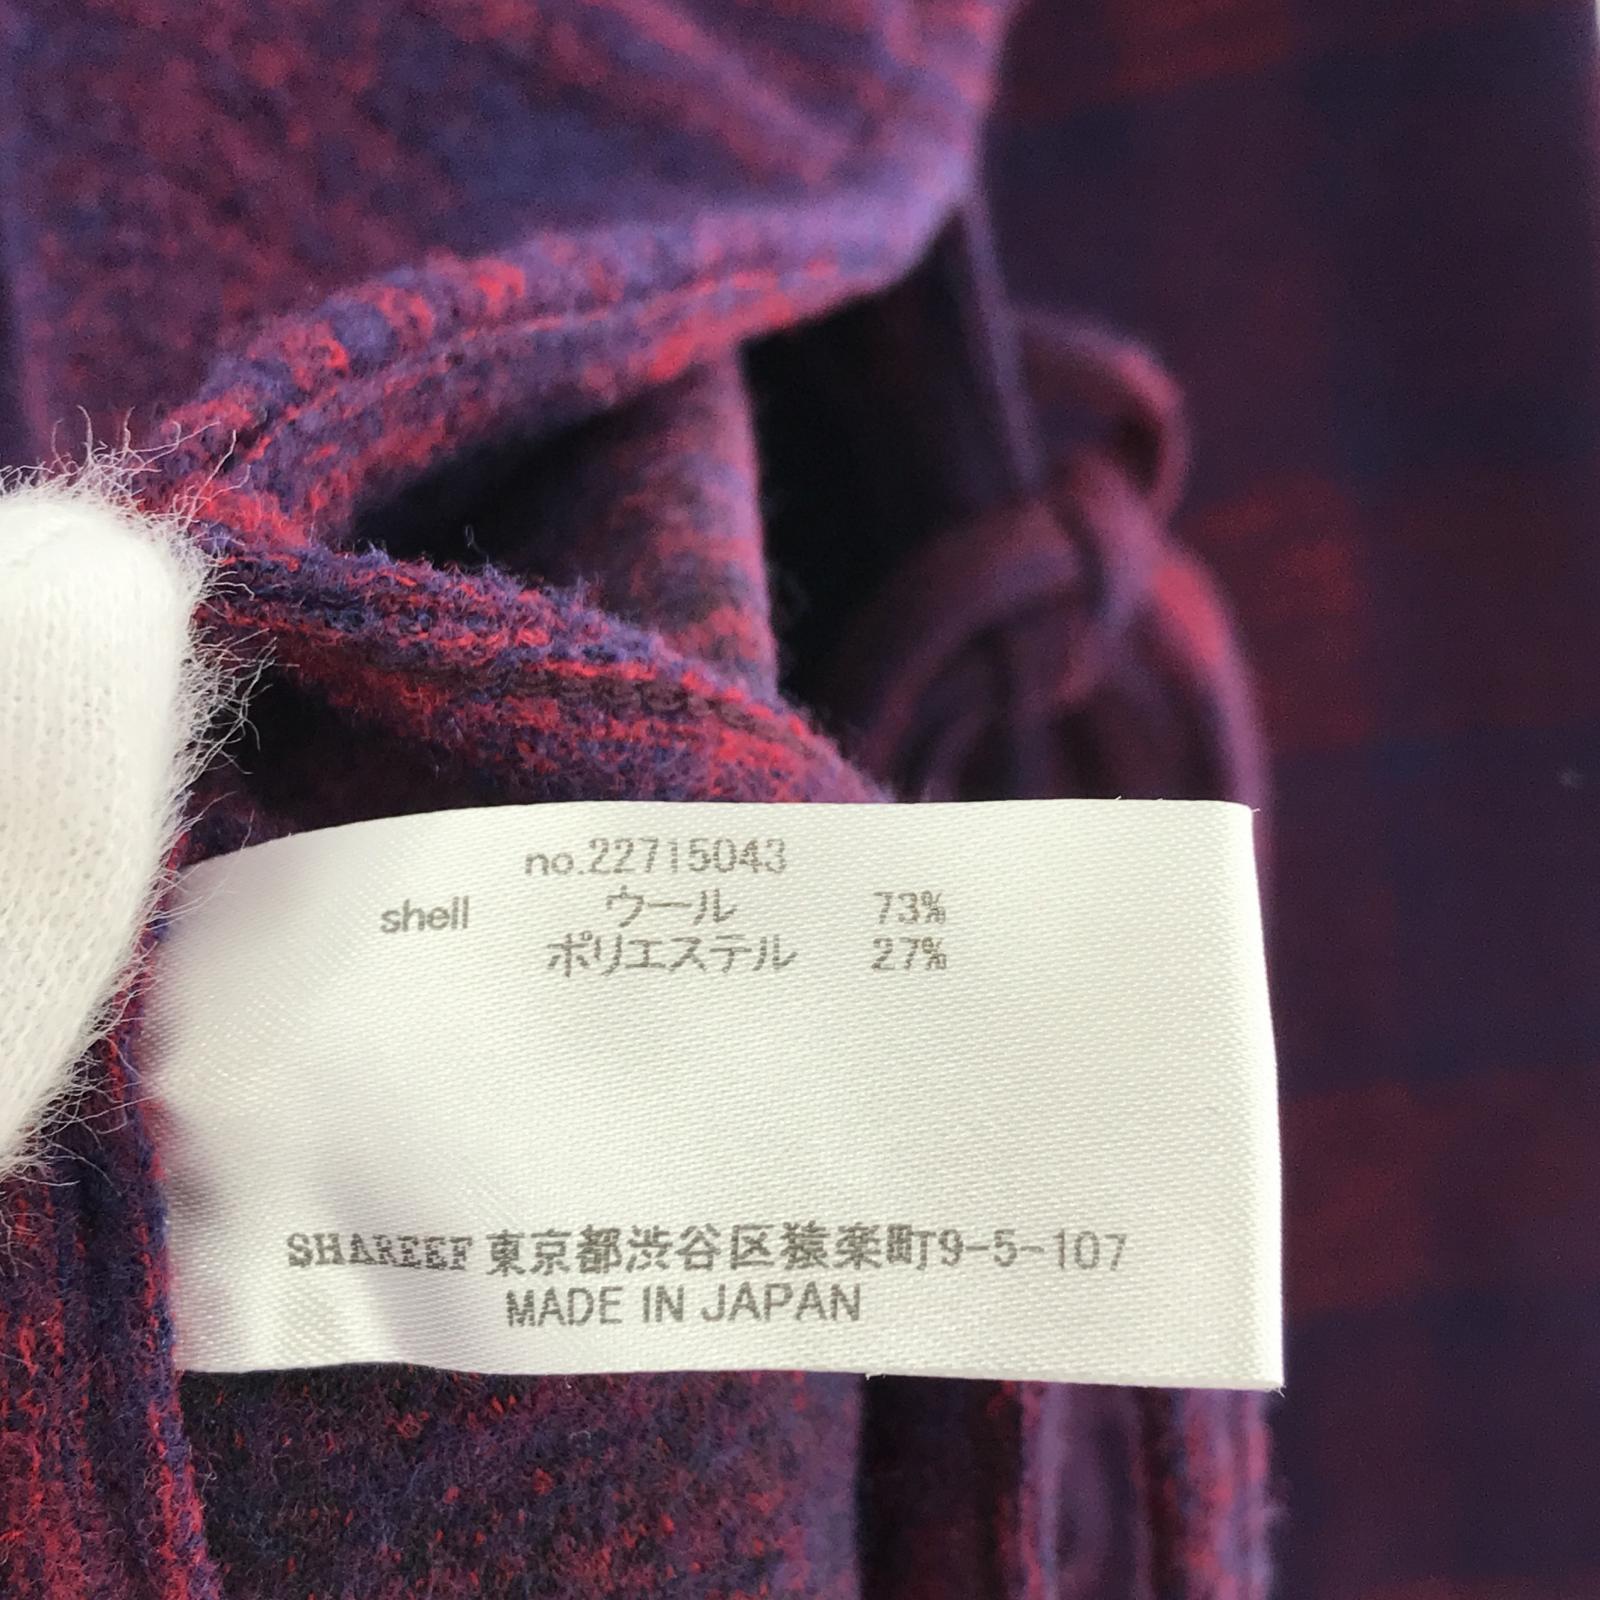 no.22715043
shell ウール 73%
ポリエステル 27%
SHAREEF 東京都渋谷区猿楽町9-5-107
MADE IN JAPAN